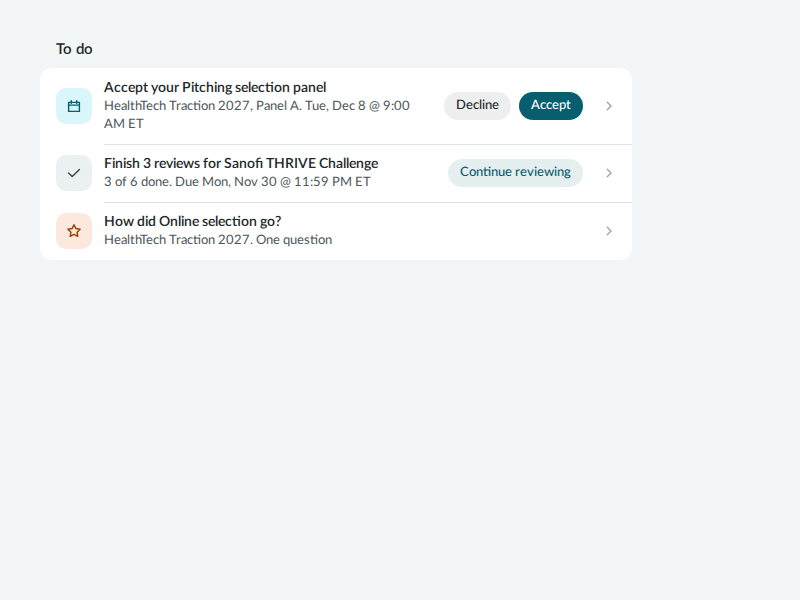 To do
Accept your Pitching selection panel
HealthTech Traction 2027, Panel A. Tue, Dec 8 @ 9:00
AM ET
Decline
Accept
Finish 3 reviews for Sanofi THRIVE Challenge
3 of 6 done. Due Mon, Nov 30 @ 11:59 PM ET
Continue reviewing
How did Online selection go?
HealthTech Traction 2027. One question